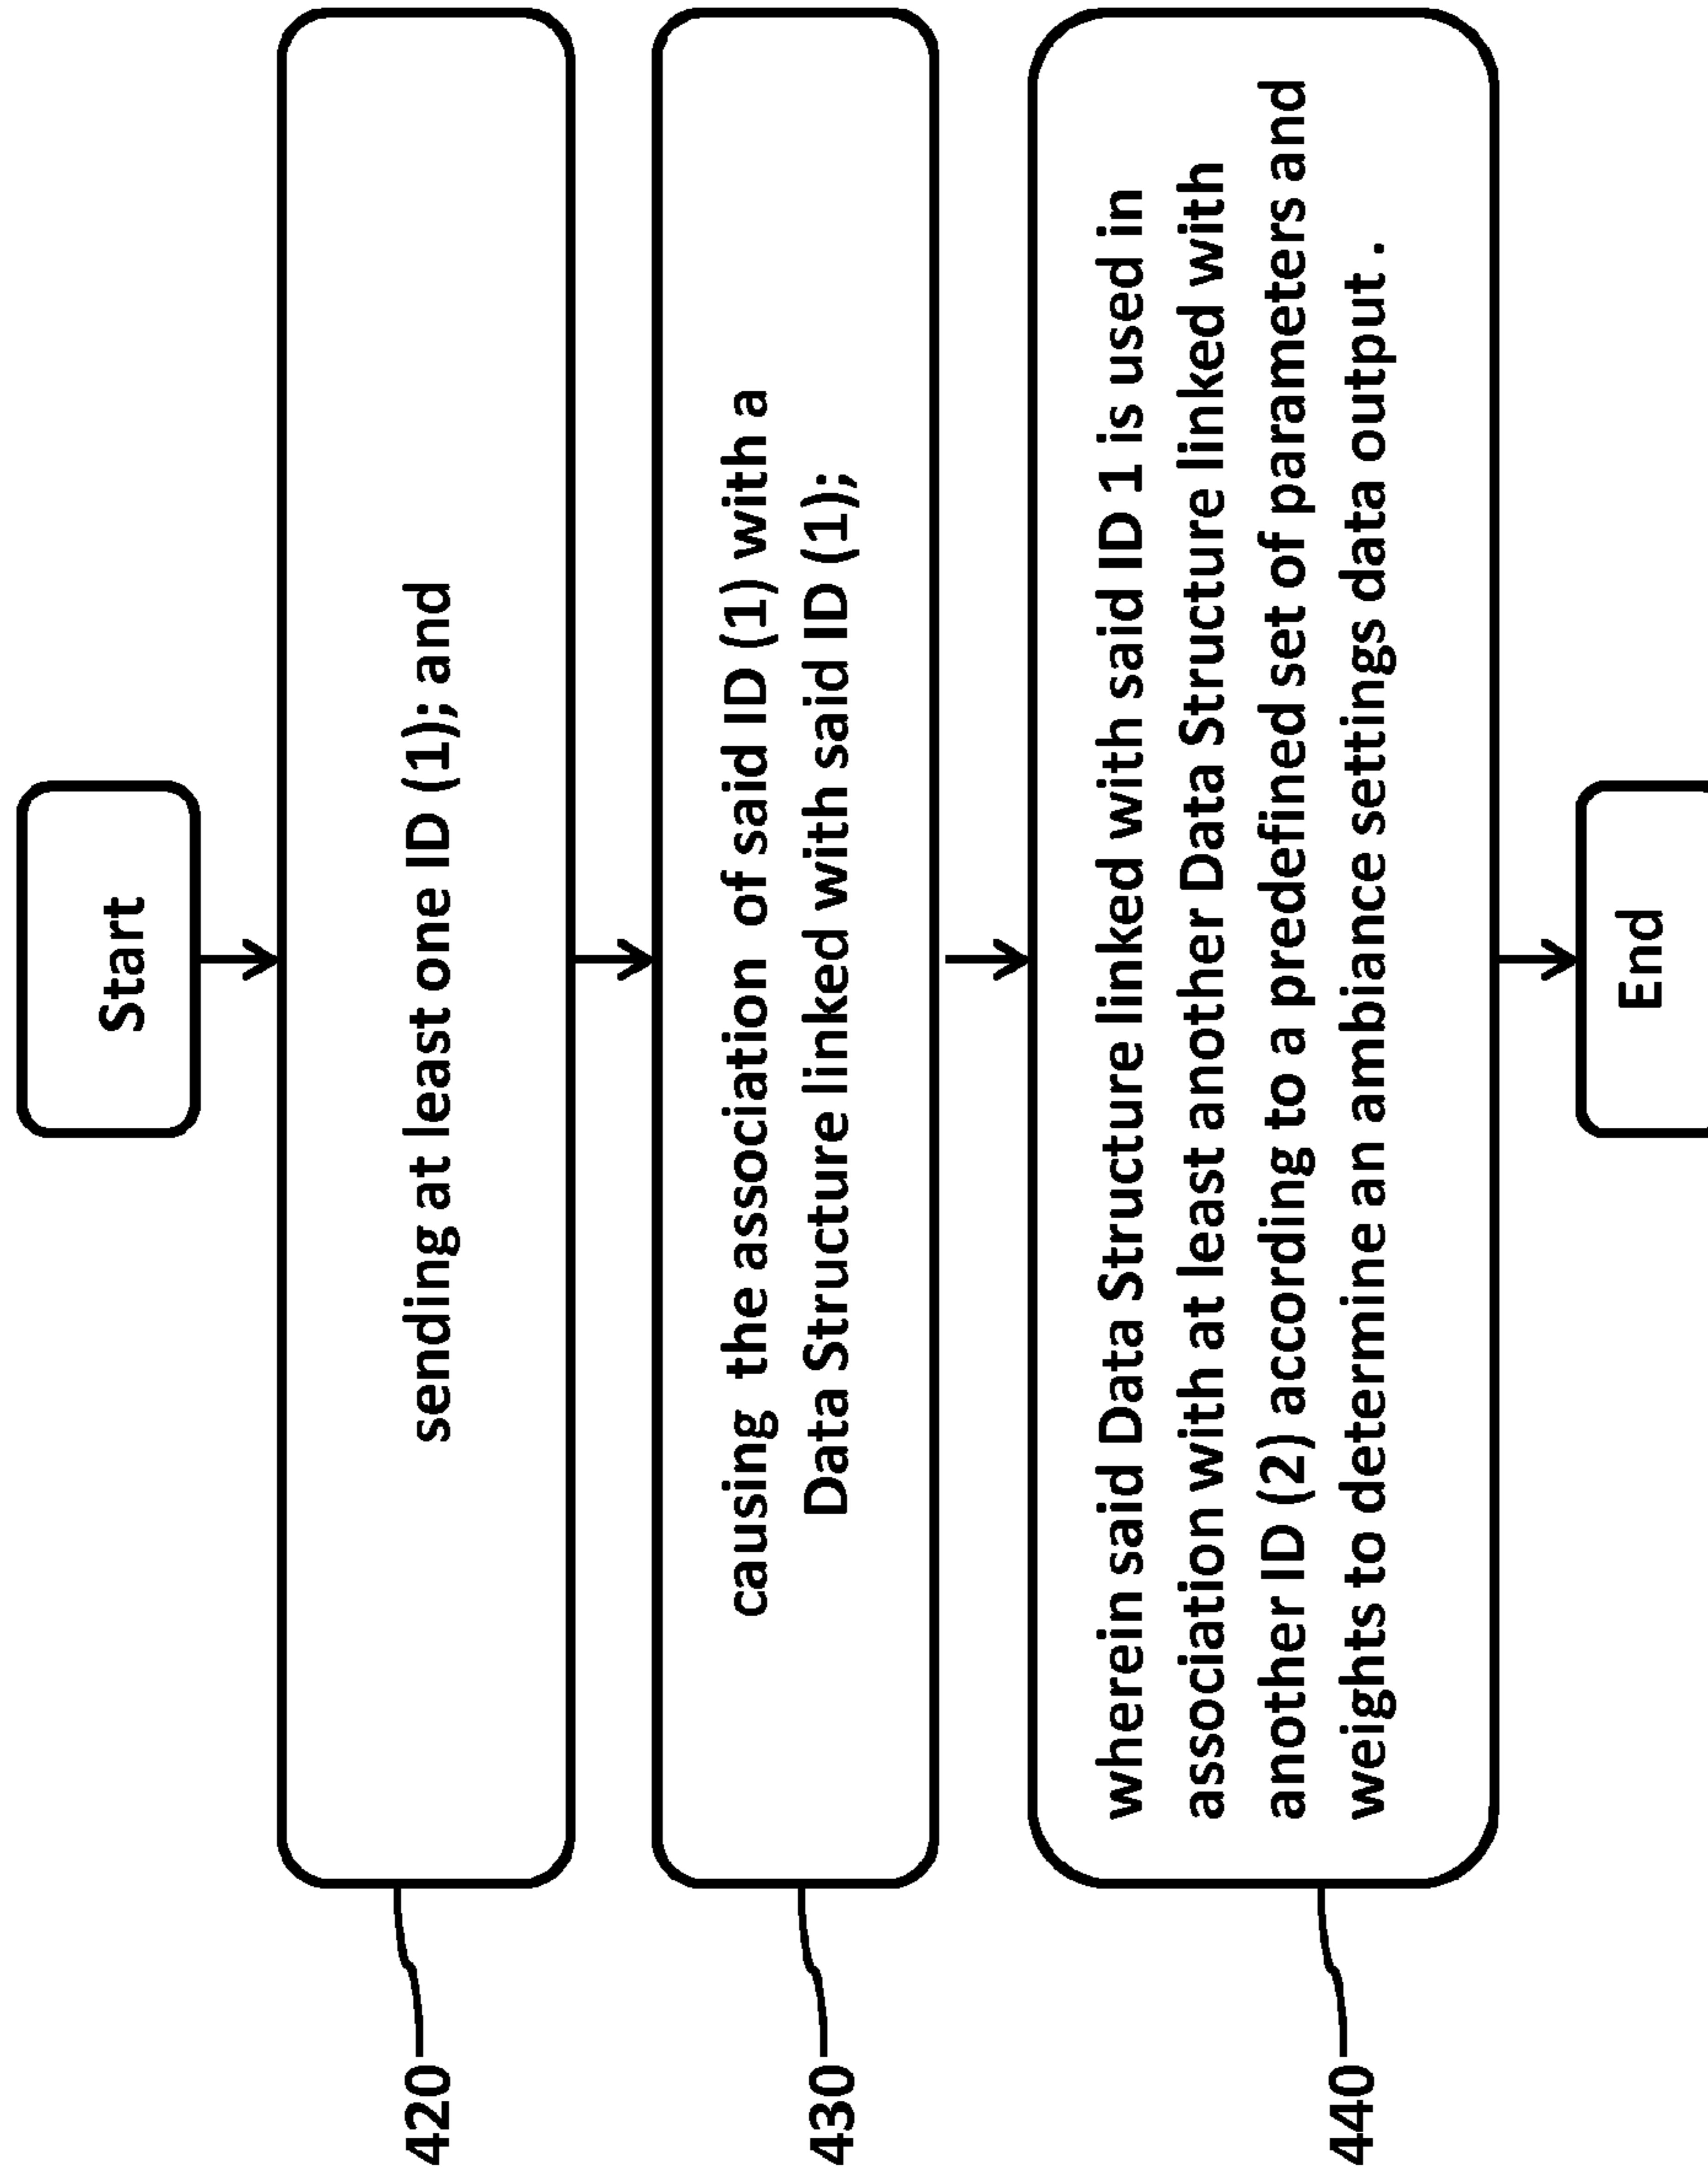 Start
420
sending at least one ID (1); and
430
causing the association of said ID (1) with a
Data Structure linked with said ID (1);
440
wherein said Data Structure linked with said ID 1 is used in
association with at least another Data Structure linked with
another ID (2) according to a predefined set of parameters and
weights to determine an ambiance settings data output .
End